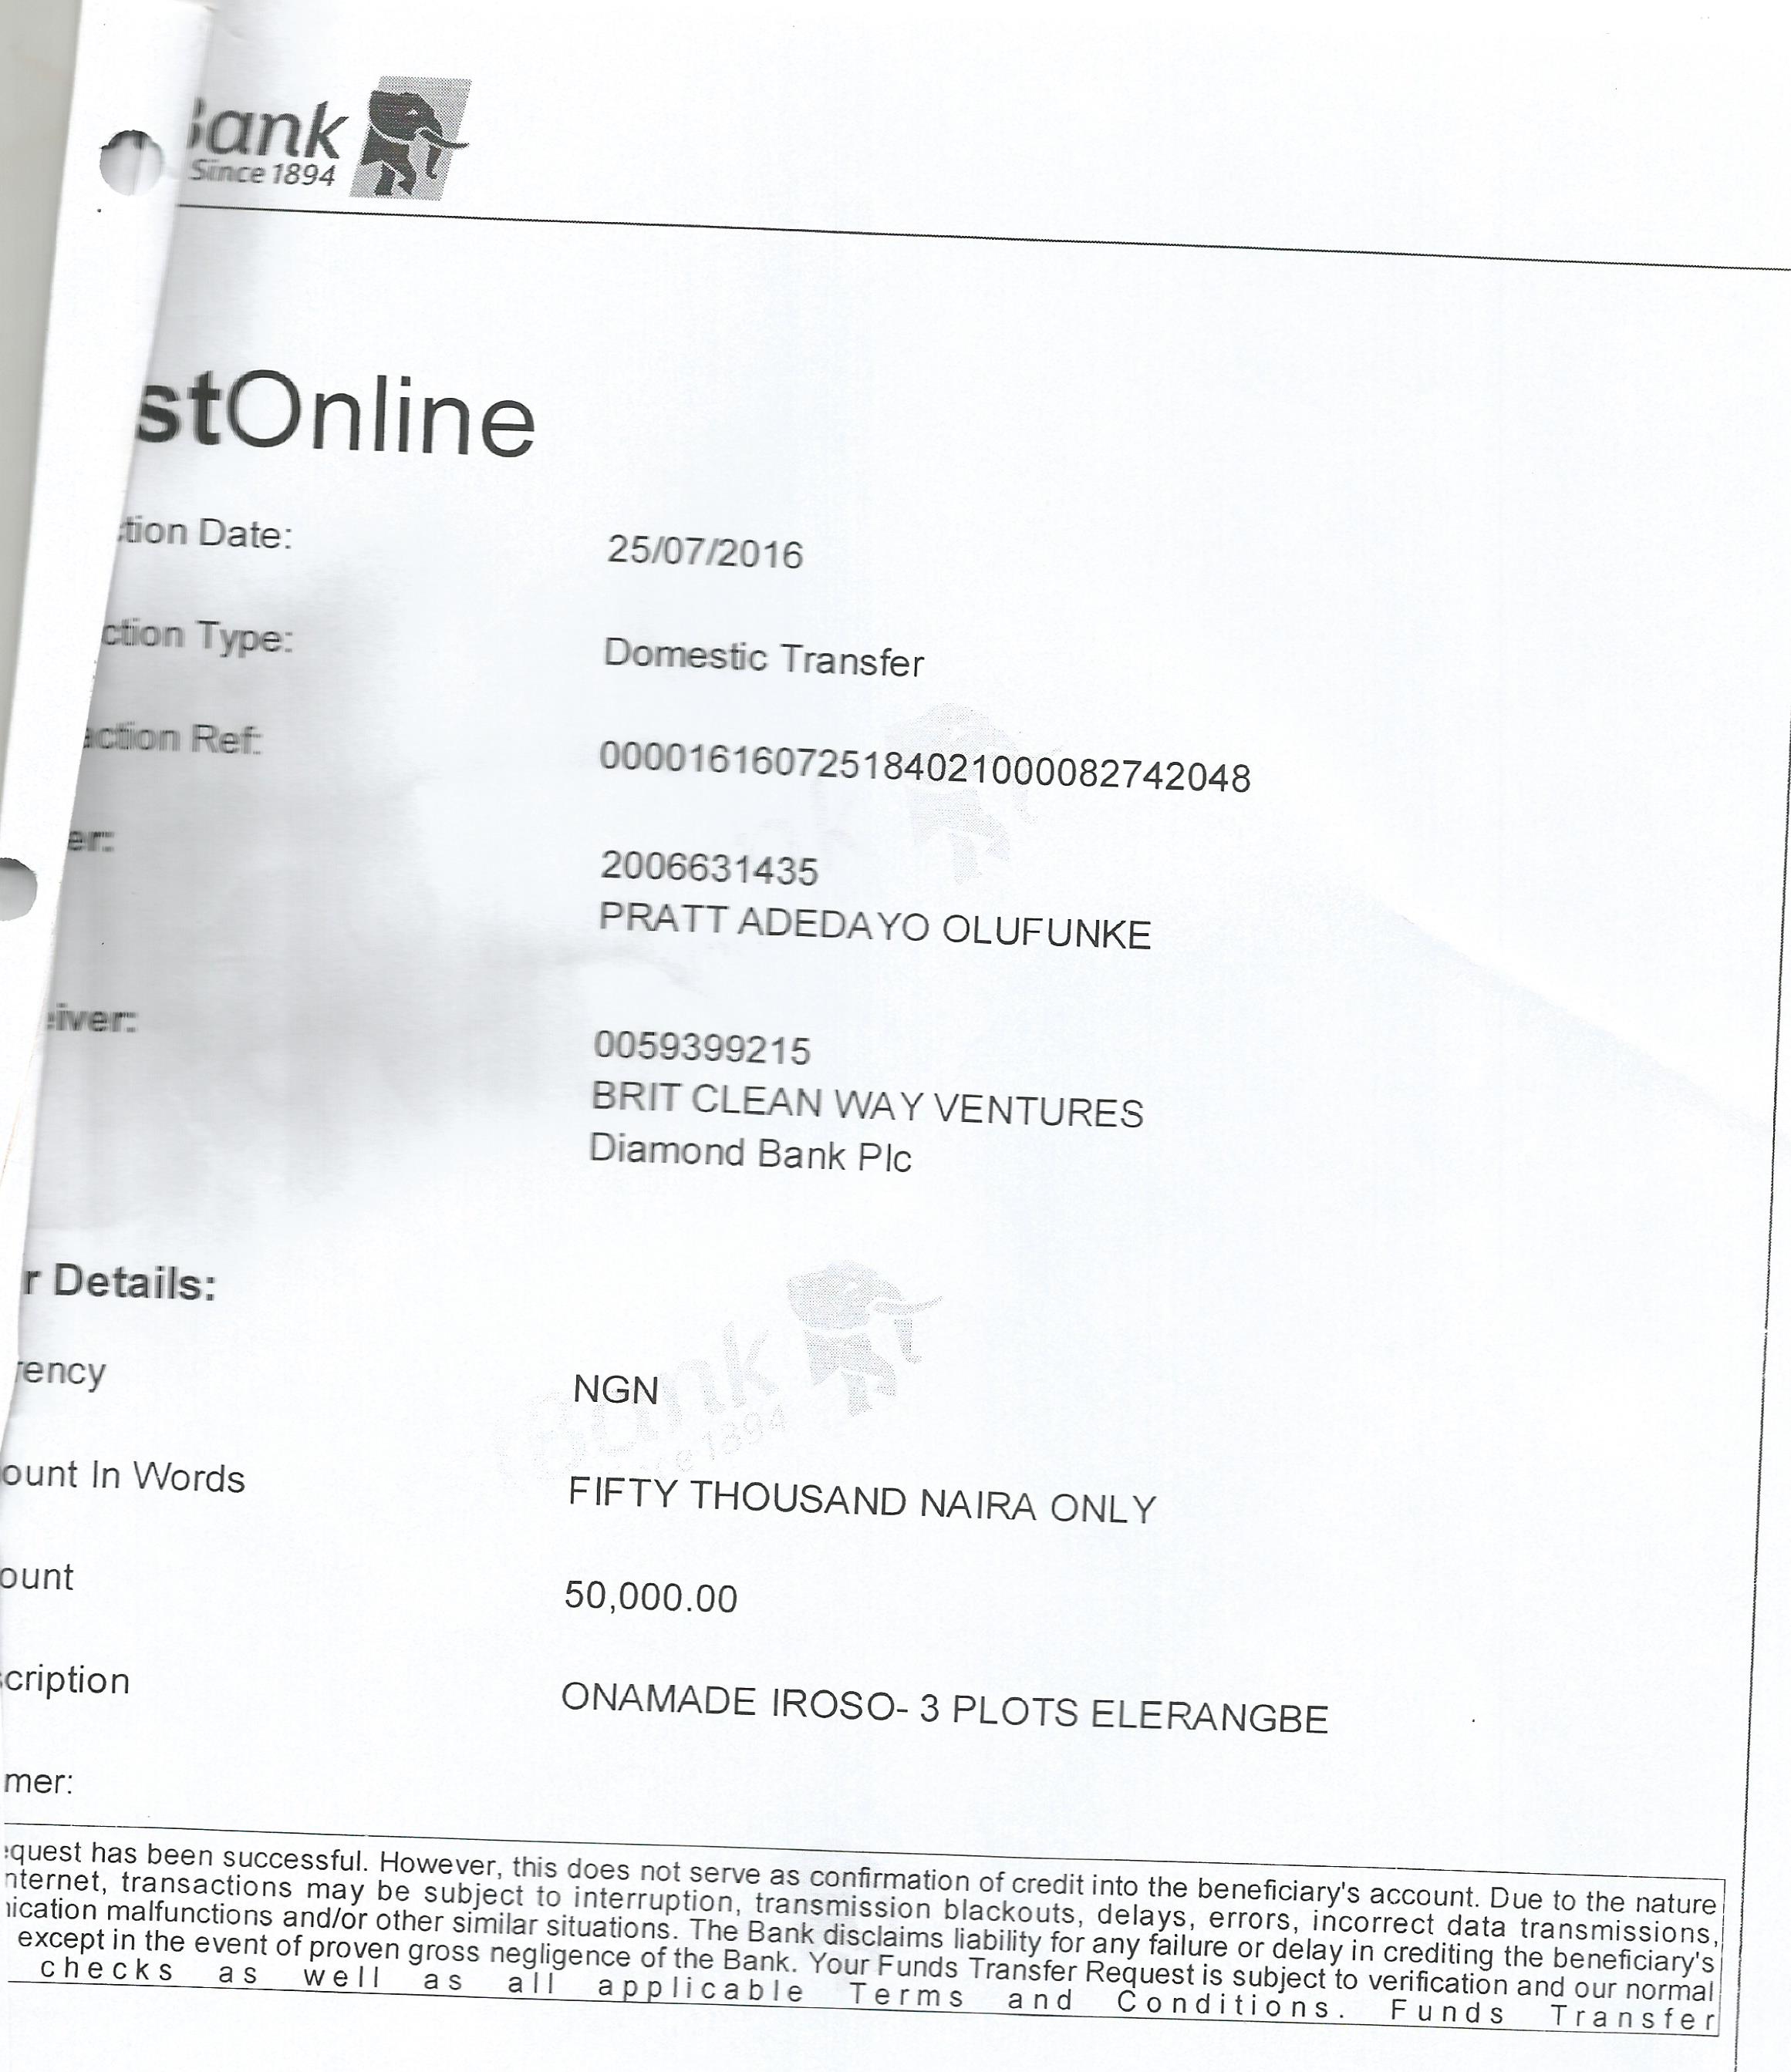 Bank
Since 1894
stOnline
tion Date:
25/07/2016
ction Type:
Domestic Transfer
action Ref:
000016160725184021000082742048
er:
2006631435
PRATT ADEDAYO OLUFUNKE
eiver:
0059399215
BRIT CLEAN WAY VENTURES
Diamond Bank Plc
r Details:
rency
NGN
ount In Words
FIFTY THOUSAND NAIRA ONLY
ount
50,000.00
cription
ONAMADE IROSO- 3 PLOTS ELERANGBE
mer:
equest has been successful. However, this does not serve as confirmation of credit into the beneficiary's account. Due to the nature
nternet, transactions may be subject to interruption, transmission blackouts, delays, errors, incorrect data transmissions,
nication malfunctions and/or other similar situations. The Bank disclaims liability for any failure or delay in crediting the beneficiary's
except in the event of proven gross negligence of the Bank. Your Funds Transfer Request is subject to verification and our normal
checks as well as all applicable Terms and Conditions. Funds Transfer